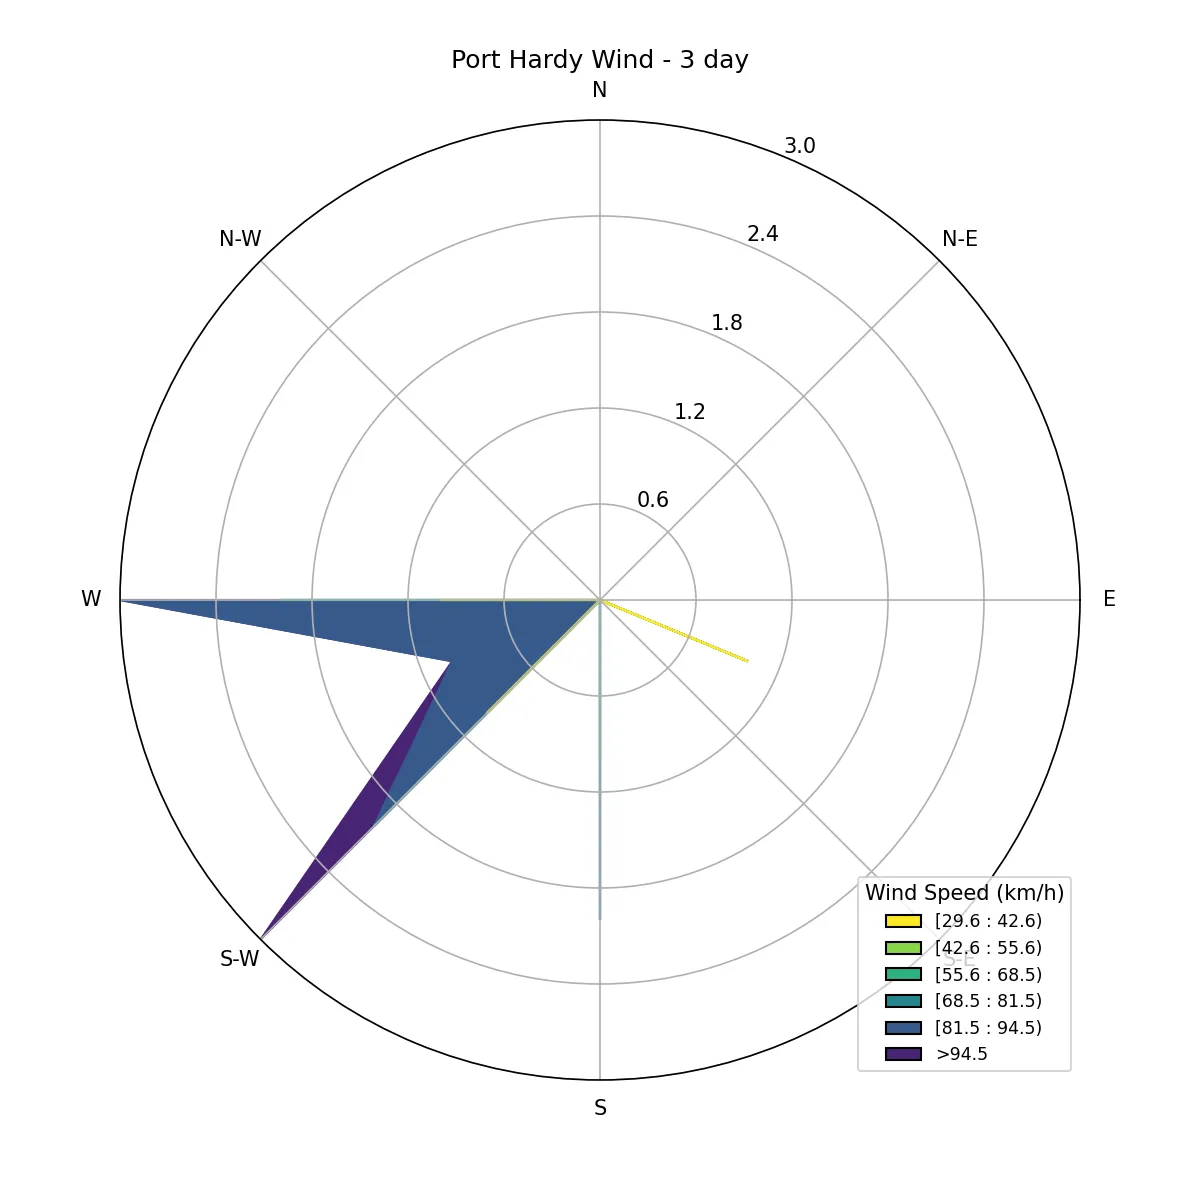 Port Hardy Wind - 3 day
N
3.0
N-W
N-E
2.4
1.8
1.2
0.6
W
E
S-W
S-E
S
Wind Speed (km/h)
[29.6 : 42.6)
[42.6 : 55.6)
[55.6 : 68.5)
[68.5 : 81.5)
[81.5 : 94.5)
>94.5